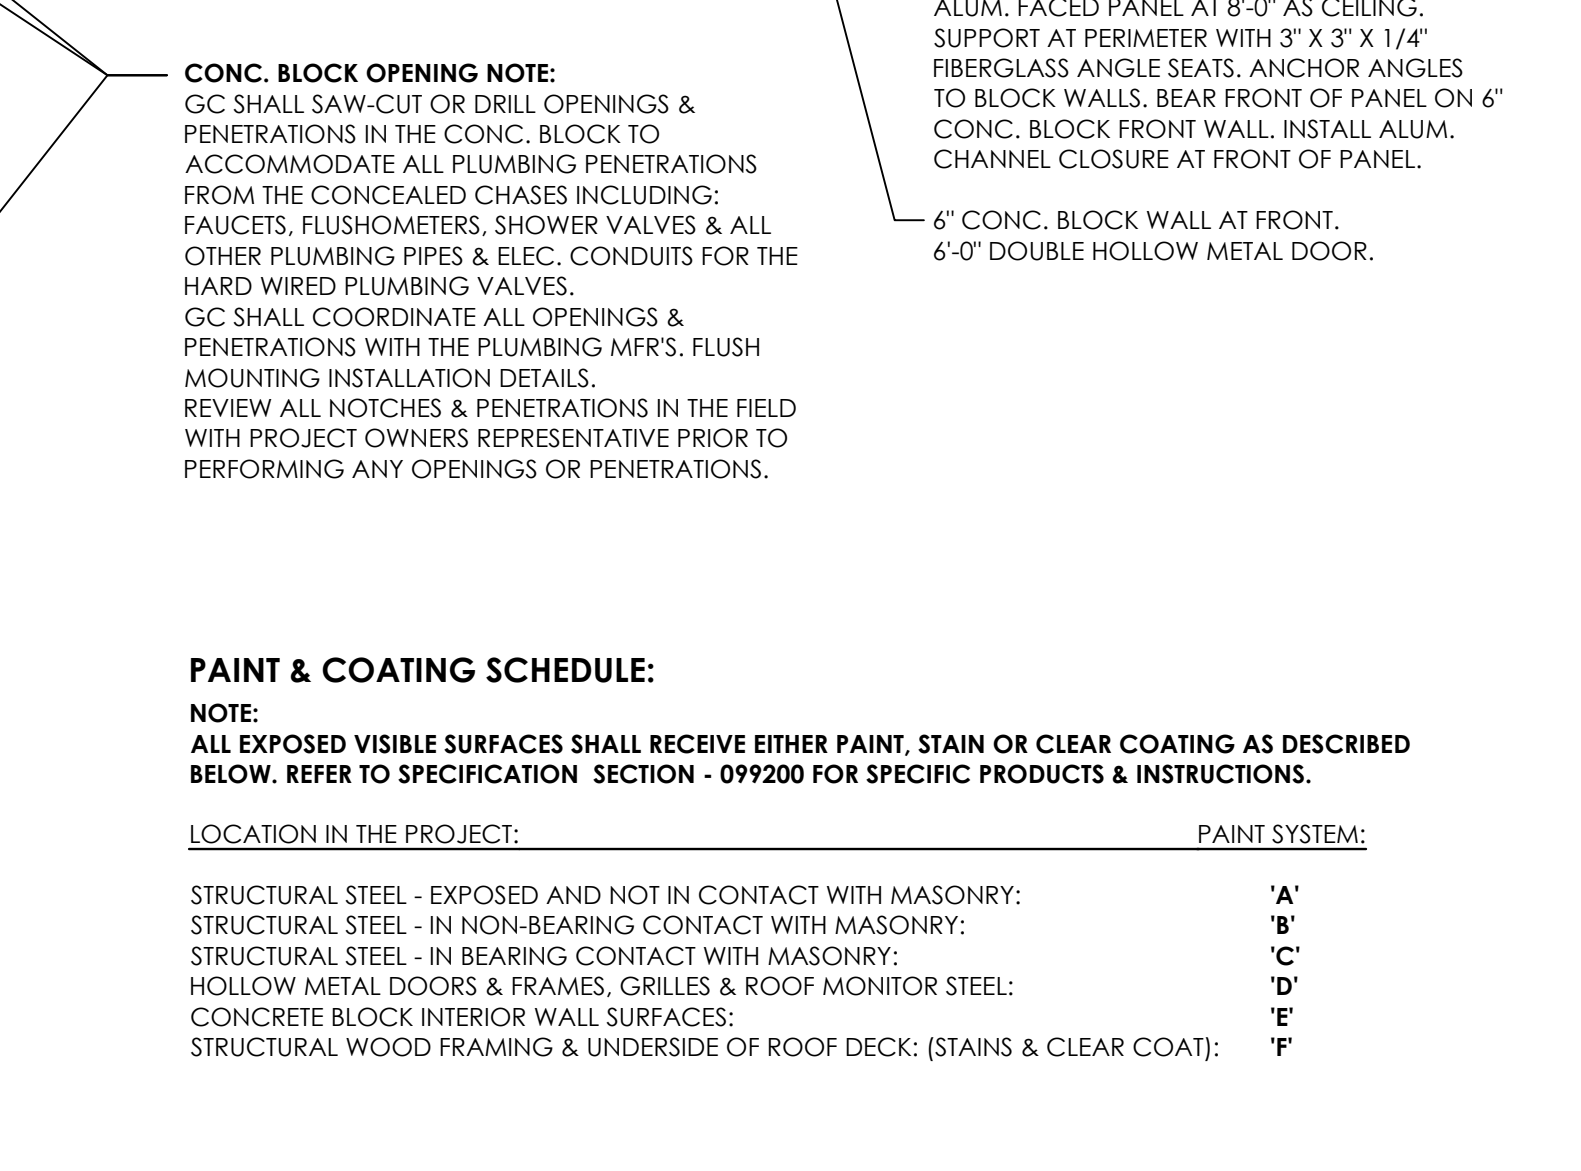 CONC. BLOCK OPENING NOTE:
GC SHALL SAW-CUT OR DRILL OPENINGS &
PENETRATIONS IN THE CONC. BLOCK TO
ACCOMMODATE ALL PLUMBING PENETRATIONS
FROM THE CONCEALED CHASES INCLUDING:
FAUCETS, FLUSHOMETERS, SHOWER VALVES & ALL
OTHER PLUMBING PIPES & ELEC. CONDUITS FOR THE
HARD WIRED PLUMBING VALVES.
GC SHALL COORDINATE ALL OPENINGS &
PENETRATIONS WITH THE PLUMBING MFR'S. FLUSH
MOUNTING INSTALLATION DETAILS.
REVIEW ALL NOTCHES & PENETRATIONS IN THE FIELD
WITH PROJECT OWNERS REPRESENTATIVE PRIOR TO
PERFORMING ANY OPENINGS OR PENETRATIONS.
ALUM. FACED PANEL AT 8'-0" AS CEILING.
SUPPORT AT PERIMETER WITH 3" X 3" X 1/4"
FIBERGLASS ANGLE SEATS. ANCHOR ANGLES
TO BLOCK WALLS. BEAR FRONT OF PANEL ON 6"
CONC. BLOCK FRONT WALL. INSTALL ALUM.
CHANNEL CLOSURE AT FRONT OF PANEL.
6" CONC. BLOCK WALL AT FRONT.
6'-0" DOUBLE HOLLOW METAL DOOR.
PAINT & COATING SCHEDULE:
NOTE:
ALL EXPOSED VISIBLE SURFACES SHALL RECEIVE EITHER PAINT, STAIN OR CLEAR COATING AS DESCRIBED
BELOW. REFER TO SPECIFICATION  SECTION - 099200 FOR SPECIFIC PRODUCTS & INSTRUCTIONS.
LOCATION IN THE PROJECT: PAINT SYSTEM:
STRUCTURAL STEEL - EXPOSED AND NOT IN CONTACT WITH MASONRY: 'A'
STRUCTURAL STEEL - IN NON-BEARING CONTACT WITH MASONRY: 'B'
STRUCTURAL STEEL - IN BEARING CONTACT WITH MASONRY: 'C'
HOLLOW METAL DOORS & FRAMES, GRILLES & ROOF MONITOR STEEL: 'D'
CONCRETE BLOCK INTERIOR WALL SURFACES: 'E'
STRUCTURAL WOOD FRAMING & UNDERSIDE OF ROOF DECK: (STAINS & CLEAR COAT): 'F'